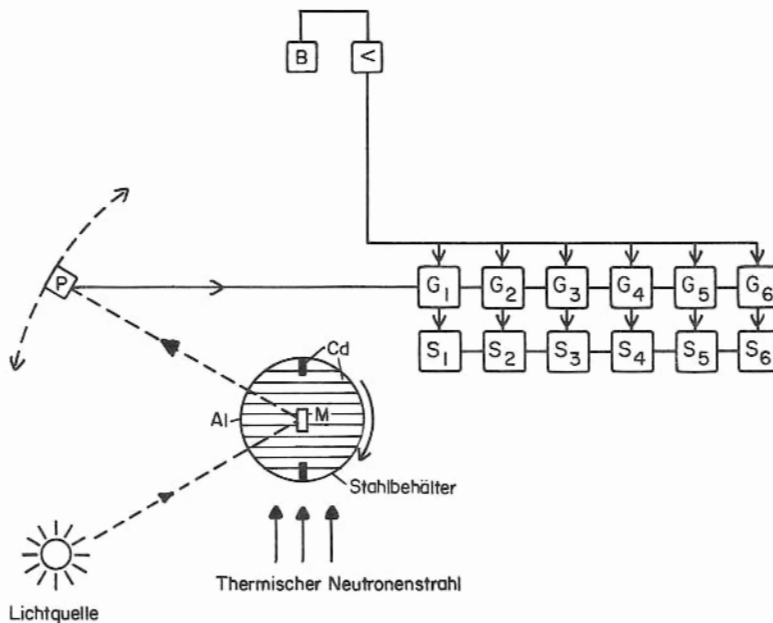 B <
P
G1 G2 G3 G4 G5 G6
S1 S2 S3 S4 S5 S6
Cd
Al M
Stahlbehälter
Thermischer Neutronenstrahl
Lichtquelle